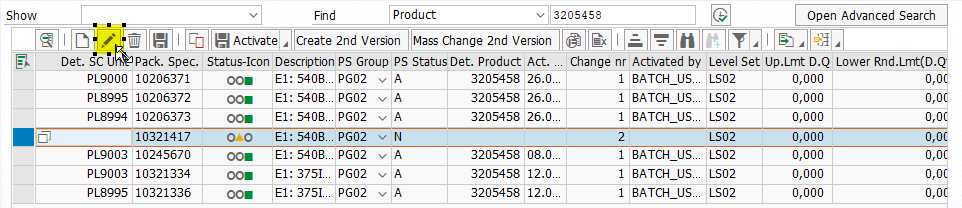 Show Find Product 3205458 Open Advanced Search
Activate Create 2nd Version Mass Change 2nd Version
Det. SC Unit Pack. Spec. Status-Icon Description PS Group PS Status Det. Product Act. ... Change nr Activated by Level Set Up.Lmt D.Q Lower Rnd.Lmt(D.Q
PL9000 10206371 E1: 540B... PG02 A 3205458 26.0... 1 BATCH_US... LS02 0,000 0,00
PL8995 10206372 E1: 540B... PG02 A 3205458 26.0... 1 BATCH_US... LS02 0,000 0,00
PL8994 10206373 E1: 540B... PG02 A 3205458 26.0... 1 BATCH_US... LS02 0,000 0,00
10321417 E1: 540B... PG02 N 2 LS02 0,000 0,00
PL9003 10245670 E1: 540B... PG02 A 3205458 08.0... 1 BATCH_US... LS02 0,000 0,00
PL9003 10321334 E1: 375I... PG02 A 3205458 12.0... 1 BATCH_US... LS02 0,000 0,00
PL8995 10321336 E1: 375I... PG02 A 3205458 12.0... 1 BATCH_US... LS02 0,000 0,00